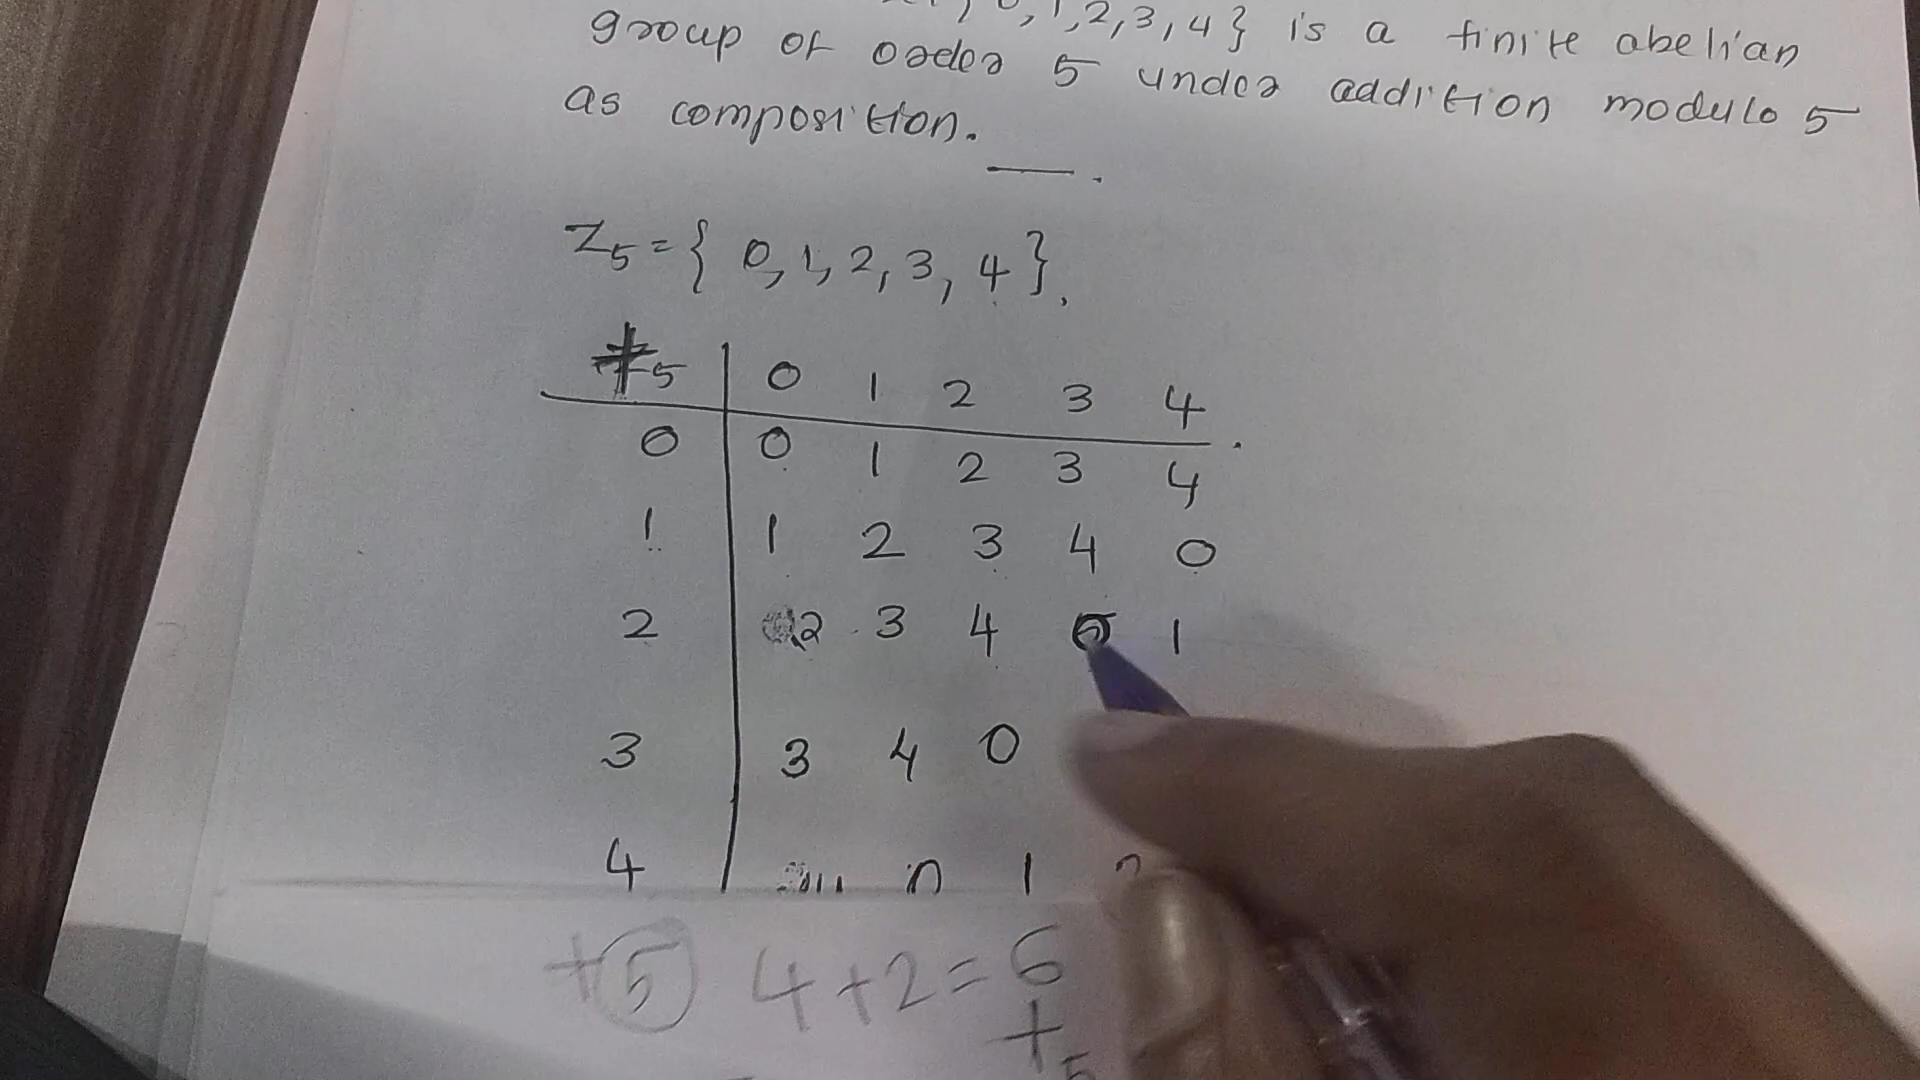 0, 1, 2, 3, 4 } is a finite abelian
group of order 5 under addition modulo 5
as composition.
Z5 = { 0, 1, 2, 3, 4 }.
+5 0 1 2 3 4
0 0 1 2 3 4
1 1 2 3 4 0
2 2 3 4 0 1
3 3 4 0
4 1
+5 4+2=6
+5